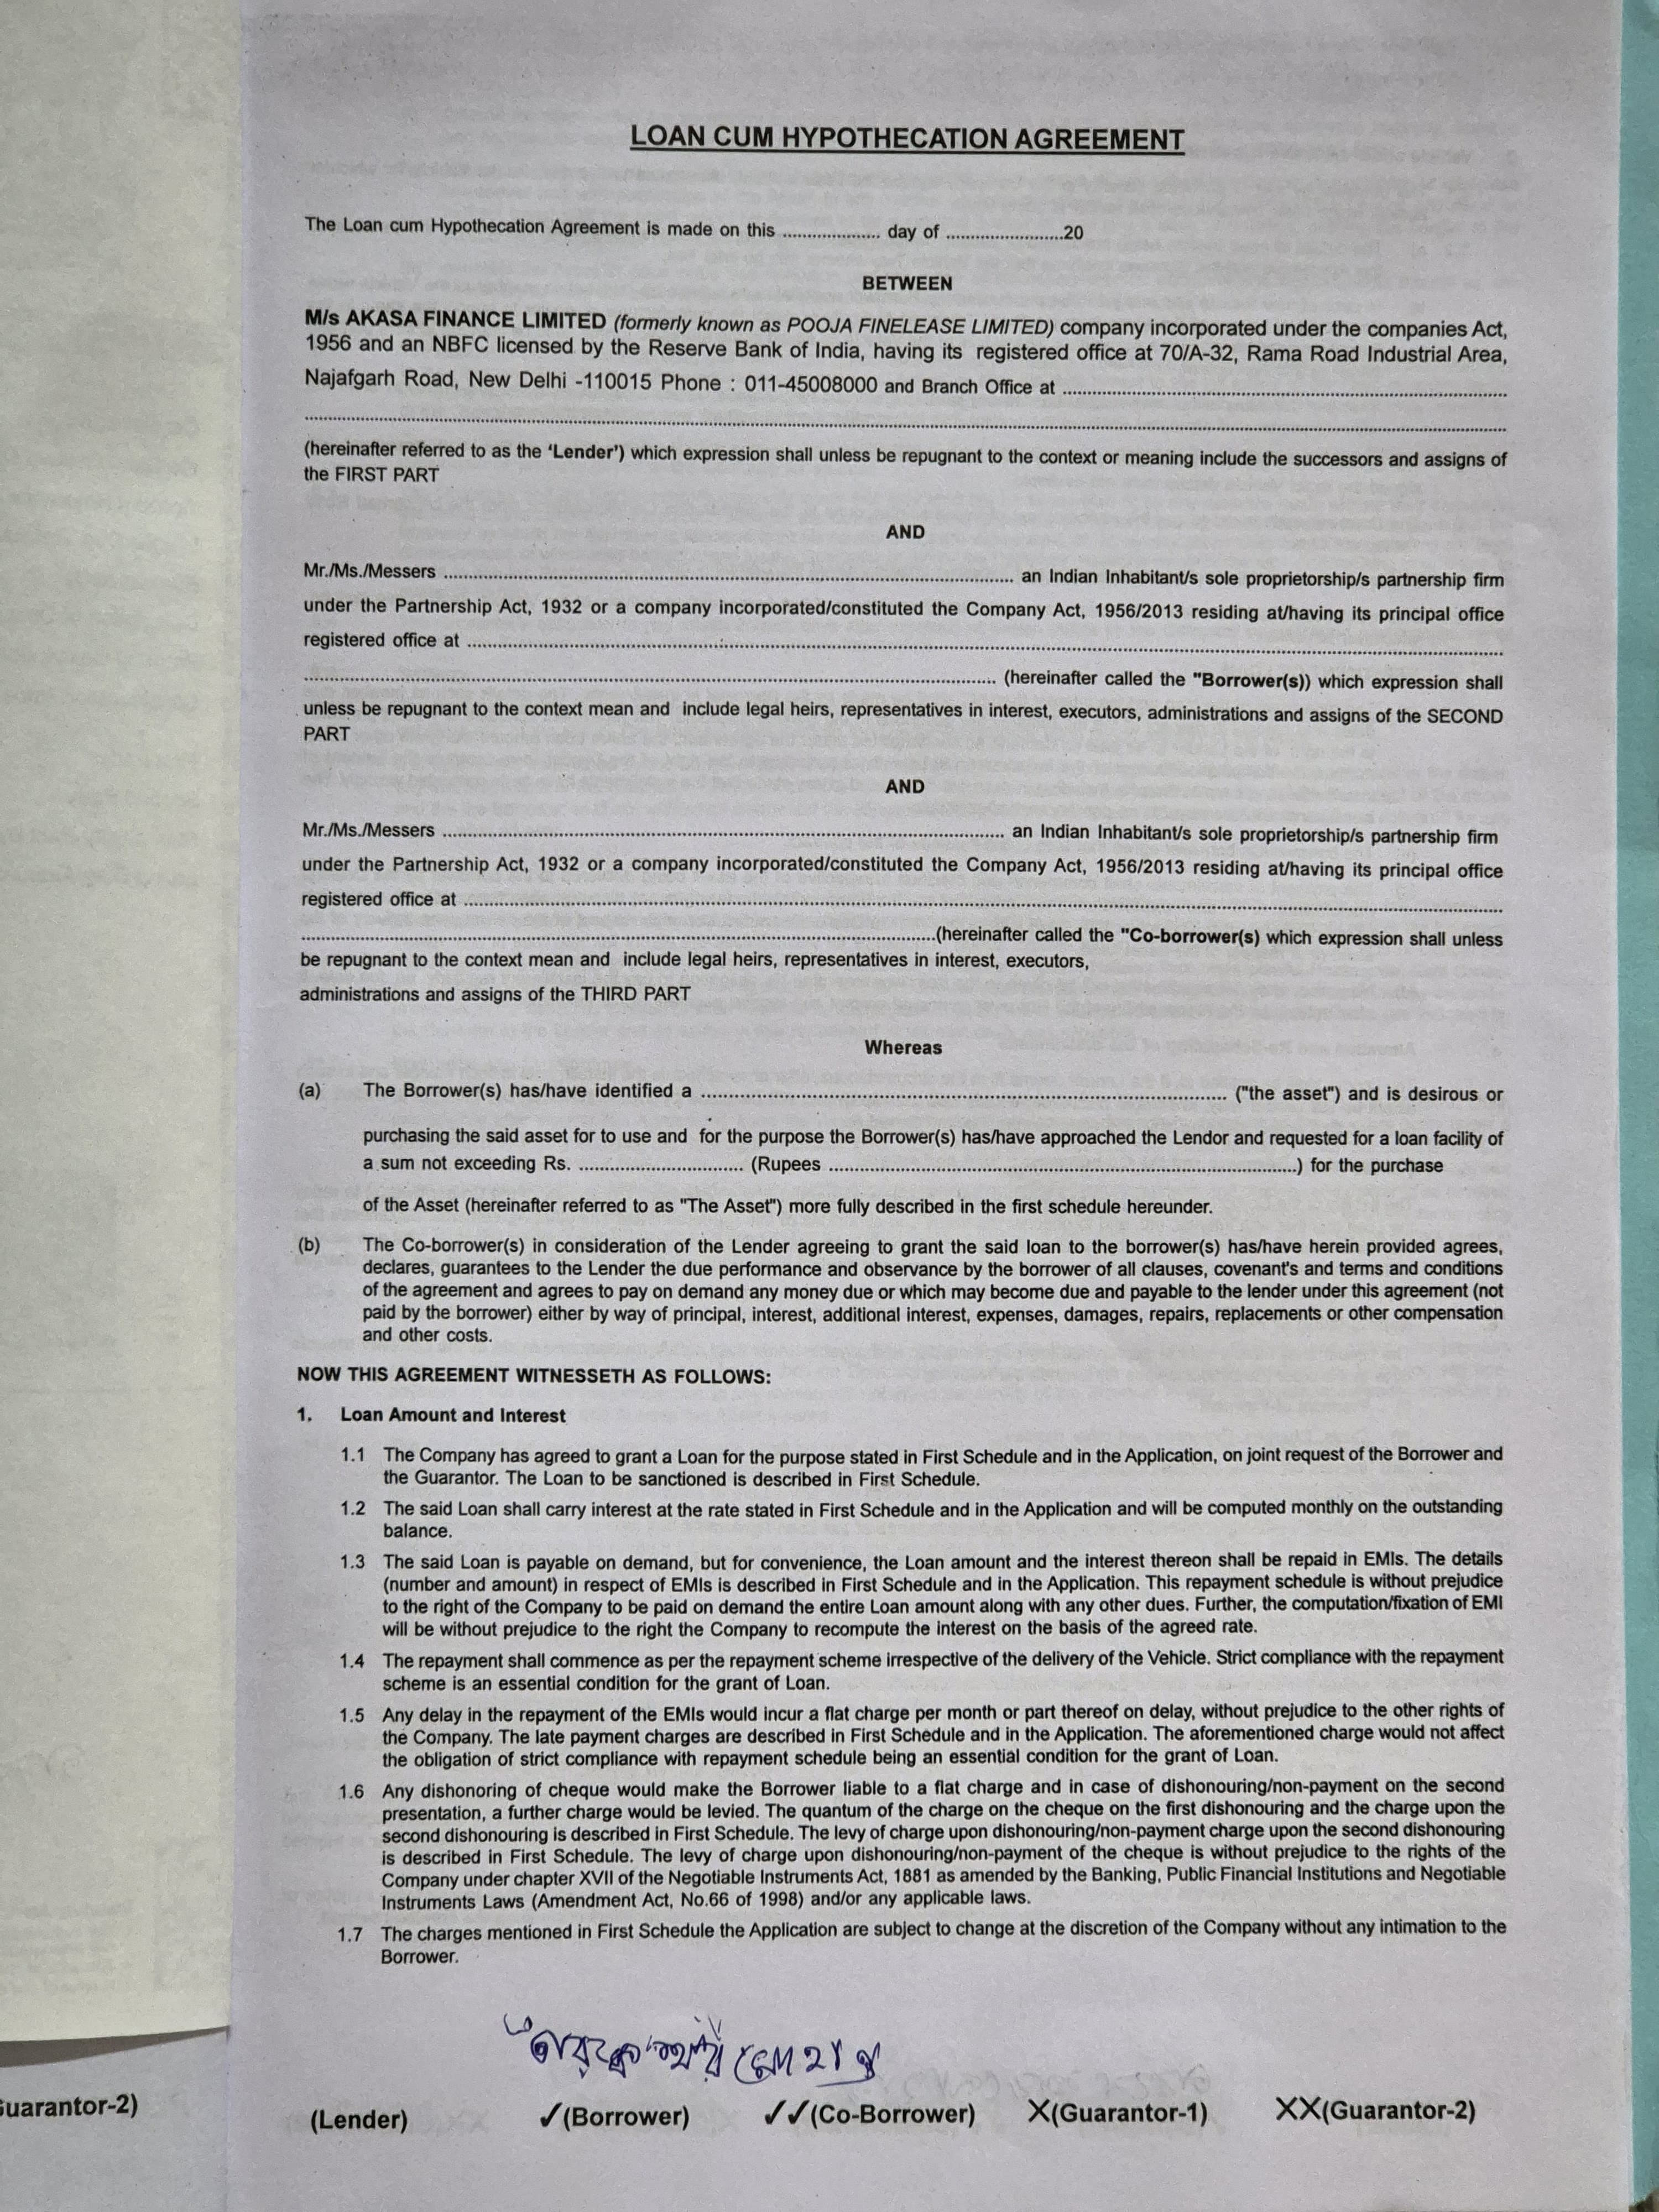 LOAN CUM HYPOTHECATION AGREEMENT
The Loan cum Hypothecation Agreement is made on this .................... day of ........................20
BETWEEN
M/s AKASA FINANCE LIMITED (formerly known as POOJA FINELEASE LIMITED) company incorporated under the companies Act,
1956 and an NBFC licensed by the Reserve Bank of India, having its registered office at 70/A-32, Rama Road Industrial Area,
Najafgarh Road, New Delhi -110015 Phone : 011-45008000 and Branch Office at ....................
....................
(hereinafter referred to as the ‘Lender’) which expression shall unless be repugnant to the context or meaning include the successors and assigns of
the FIRST PART
AND
Mr./Ms./Messers .................... an Indian Inhabitant/s sole proprietorship/s partnership firm
under the Partnership Act, 1932 or a company incorporated/constituted the Company Act, 1956/2013 residing at/having its principal office
registered office at ....................
.................... (hereinafter called the "Borrower(s)) which expression shall
unless be repugnant to the context mean and include legal heirs, representatives in interest, executors, administrations and assigns of the SECOND
PART
AND
Mr./Ms./Messers .................... an Indian Inhabitant/s sole proprietorship/s partnership firm
under the Partnership Act, 1932 or a company incorporated/constituted the Company Act, 1956/2013 residing at/having its principal office
registered office at ....................
....................(hereinafter called the "Co-borrower(s) which expression shall unless
be repugnant to the context mean and include legal heirs, representatives in interest, executors,
administrations and assigns of the THIRD PART
Whereas
(a) The Borrower(s) has/have identified a .................... ("the asset") and is desirous or
purchasing the said asset for to use and for the purpose the Borrower(s) has/have approached the Lendor and requested for a loan facility of
a sum not exceeding Rs. .................... (Rupees ....................) for the purchase
of the Asset (hereinafter referred to as "The Asset") more fully described in the first schedule hereunder.
(b) The Co-borrower(s) in consideration of the Lender agreeing to grant the said loan to the borrower(s) has/have herein provided agrees,
declares, guarantees to the Lender the due performance and observance by the borrower of all clauses, covenant's and terms and conditions
of the agreement and agrees to pay on demand any money due or which may become due and payable to the lender under this agreement (not
paid by the borrower) either by way of principal, interest, additional interest, expenses, damages, repairs, replacements or other compensation
and other costs.
NOW THIS AGREEMENT WITNESSETH AS FOLLOWS:
1. Loan Amount and Interest
1.1 The Company has agreed to grant a Loan for the purpose stated in First Schedule and in the Application, on joint request of the Borrower and
the Guarantor. The Loan to be sanctioned is described in First Schedule.
1.2 The said Loan shall carry interest at the rate stated in First Schedule and in the Application and will be computed monthly on the outstanding
balance.
1.3 The said Loan is payable on demand, but for convenience, the Loan amount and the interest thereon shall be repaid in EMIs. The details
(number and amount) in respect of EMIs is described in First Schedule and in the Application. This repayment schedule is without prejudice
to the right of the Company to be paid on demand the entire Loan amount along with any other dues. Further, the computation/fixation of EMI
will be without prejudice to the right the Company to recompute the interest on the basis of the agreed rate.
1.4 The repayment shall commence as per the repayment scheme irrespective of the delivery of the Vehicle. Strict compliance with the repayment
scheme is an essential condition for the grant of Loan.
1.5 Any delay in the repayment of the EMIs would incur a flat charge per month or part thereof on delay, without prejudice to the other rights of
the Company. The late payment charges are described in First Schedule and in the Application. The aforementioned charge would not affect
the obligation of strict compliance with repayment schedule being an essential condition for the grant of Loan.
1.6 Any dishonoring of cheque would make the Borrower liable to a flat charge and in case of dishonouring/non-payment on the second
presentation, a further charge would be levied. The quantum of the charge on the cheque on the first dishonouring and the charge upon the
second dishonouring is described in First Schedule. The levy of charge upon dishonouring/non-payment charge upon the second dishonouring
is described in First Schedule. The levy of charge upon dishonouring/non-payment of the cheque is without prejudice to the rights of the
Company under chapter XVII of the Negotiable Instruments Act, 1881 as amended by the Banking, Public Financial Institutions and Negotiable
Instruments Laws (Amendment Act, No.66 of 1998) and/or any applicable laws.
1.7 The charges mentioned in First Schedule the Application are subject to change at the discretion of the Company without any intimation to the
Borrower.
মোহান্ত
Guarantor-2)
(Lender) ✓(Borrower) ✓✓(Co-Borrower) X(Guarantor-1) XX(Guarantor-2)